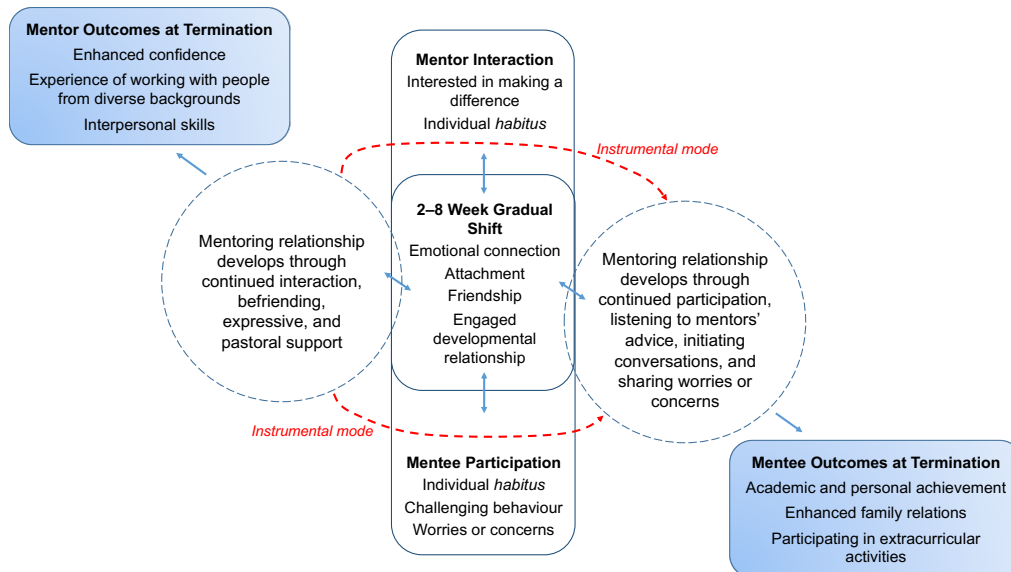 Mentor Outcomes at Termination
Enhanced confidence
Experience of working with people
from diverse backgrounds
Interpersonal skills
Mentor Interaction
Interested in making a
difference
Individual habitus
Instrumental mode
2–8 Week Gradual
Shift
Emotional connection
Attachment
Friendship
Engaged
developmental
relationship
Mentoring relationship
develops through
continued interaction,
befriending,
expressive, and
pastoral support
Mentoring relationship
develops through
continued participation,
listening to mentors’
advice, initiating
conversations, and
sharing worries or
concerns
Instrumental mode
Mentee Participation
Individual habitus
Challenging behaviour
Worries or concerns
Mentee Outcomes at Termination
Academic and personal achievement
Enhanced family relations
Participating in extracurricular
activities